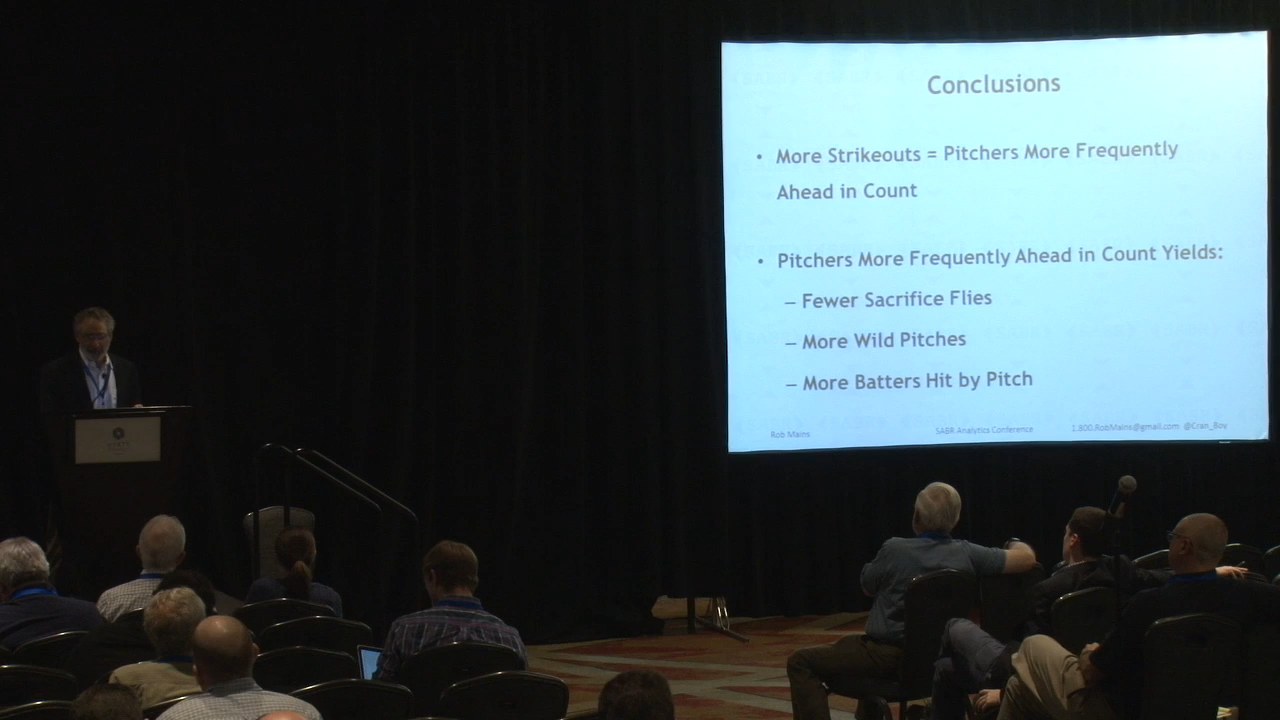 Conclusions
• More Strikeouts = Pitchers More Frequently
Ahead in Count
• Pitchers More Frequently Ahead in Count Yields:
– Fewer Sacrifice Flies
– More Wild Pitches
– More Batters Hit by Pitch
Rob Mains SABR Analytics Conference 1.800.RobMains@gmail.com @Cran_Boy